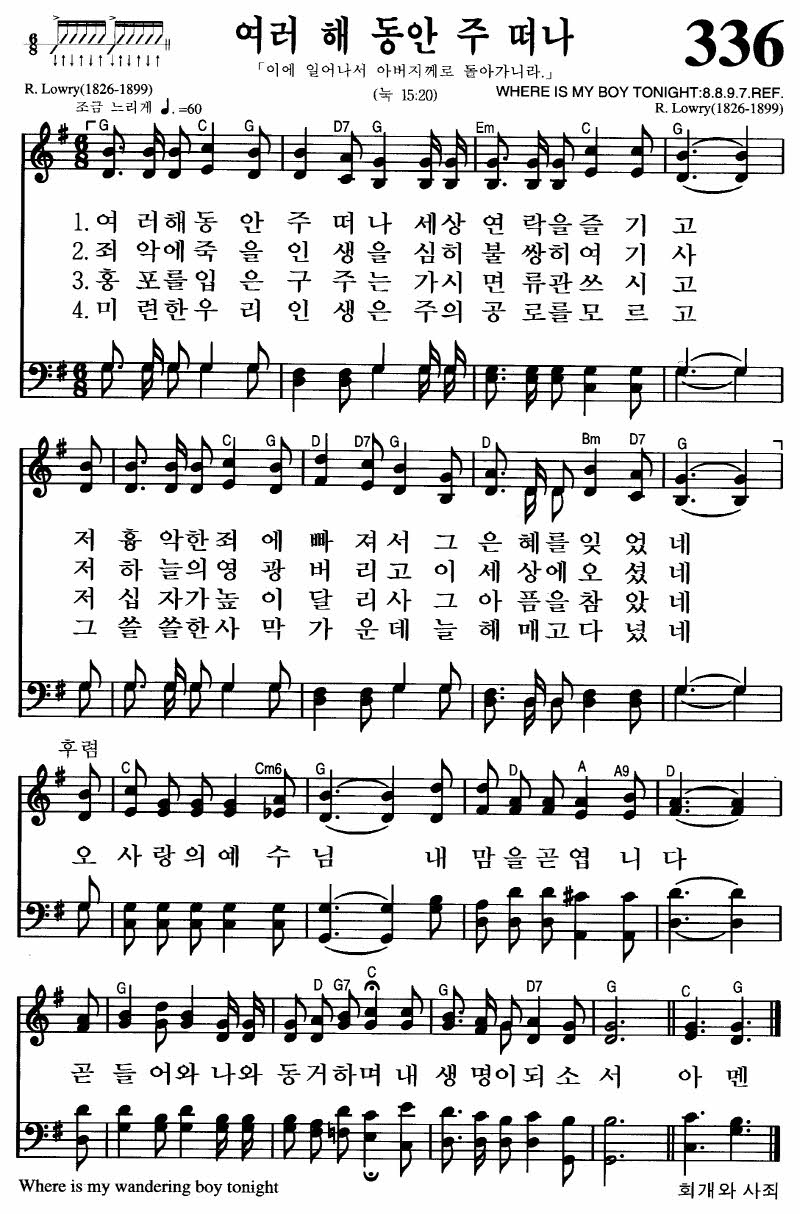 여러 해 동안 주 떠나
336
「이에 일어나서 아버지께로 돌아가니라.」
R. Lowry(1826-1899)
(눅 15:20)
WHERE IS MY BOY TONIGHT:8.8.9.7.REF.
조금 느리게 ♩.=60
R. Lowry(1826-1899)
G C G D7 G Em C G
1.여 러해동 안 주 떠나 세상 연 락을즐 기 고
2.죄 악에죽 을인 생을 심히 불 쌍히여 기 사
3.홍 포를입 은구 주는 가시 면 류관쓰 시 고
4.미 련한우 리인 생은 주의 공 로를모 르 고
C G D D7 G D Bm D7 G
저 흉 악한죄 에 빠 져서 그 은 혜를 잊 었 네
저 하 늘의영 광 버 리고 이 세 상에 오 셨 네
저 십 자가높 이 달 리사 그 아 픔을 참 았 네
그 쓸 쓸한사 막 가 운데 늘 헤 매고 다 녔 네
후렴
C Cm6 G D A A9 D
오 사 랑의예 수 님 내 맘을곧엽 니 다
G D G7 C G D7 G C G
곧 들 어와 나와 동거하며 내 생 명이되 소 서 아 멘
Where is my wandering boy tonight
회개와 사죄